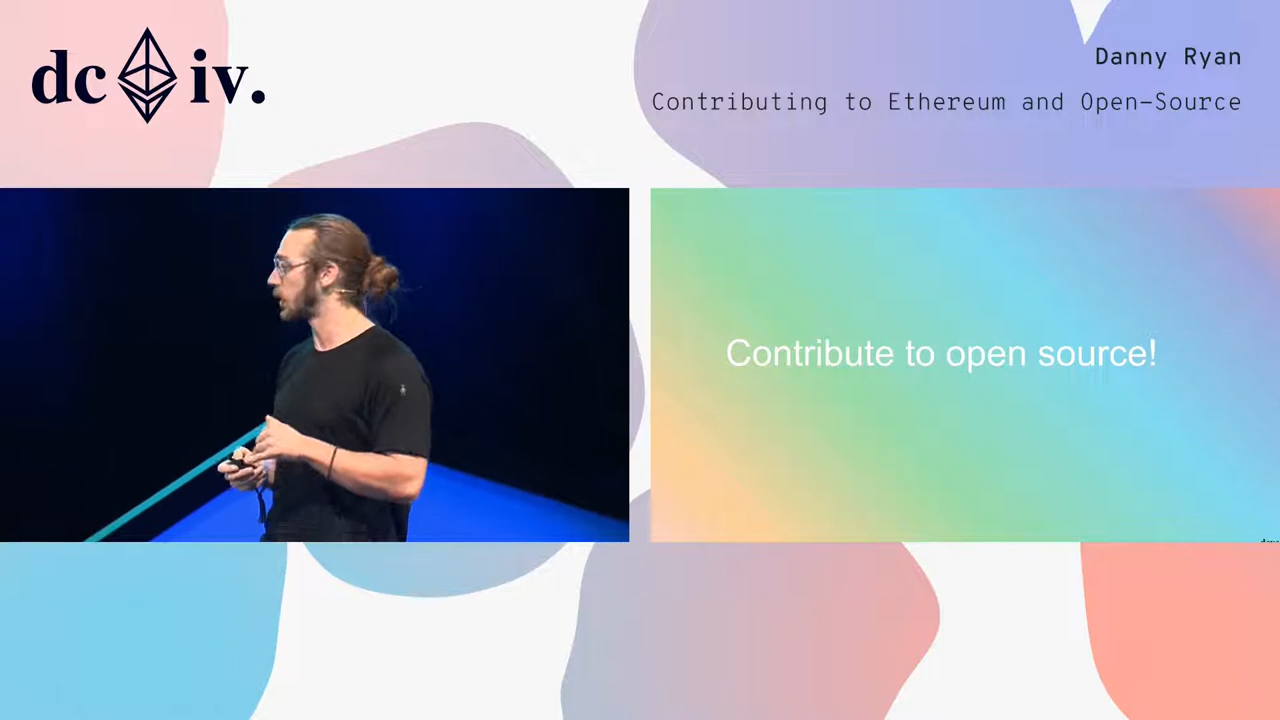 dc iv.
Danny Ryan
Contributing to Ethereum and Open-Source
Contribute to open source!